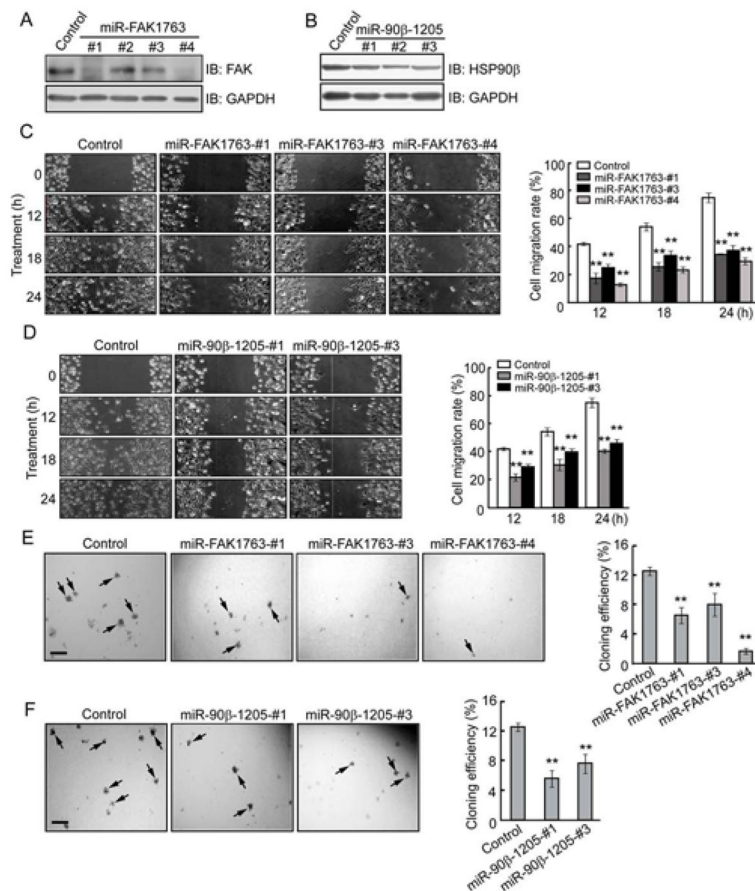 A
miR-FAK1763
Control #1 #2 #3 #4
IB: FAK
IB: GAPDH
B
miR-90β-1205
Control #1 #2 #3
IB: HSP90β
IB: GAPDH
C
Control miR-FAK1763-#1 miR-FAK1763-#3 miR-FAK1763-#4
Treatment (h)
0
12
18
24
Cell migration rate (%)
Control
miR-FAK1763-#1
miR-FAK1763-#3
miR-FAK1763-#4
100
80
60
40
20
0
** ** **
** ** **
** ** **
12 18 24 (h)
D
Control miR-90β-1205-#1 miR-90β-1205-#3
Treatment (h)
0
12
18
24
Cell migration rate (%)
Control
miR-90β-1205-#1
miR-90β-1205-#3
100
80
60
40
20
0
** **
** **
** **
12 18 24 (h)
E
Control miR-FAK1763-#1 miR-FAK1763-#3 miR-FAK1763-#4
Cloning efficiency (%)
16
12
8
4
0
** ** **
Control
miR-FAK1763-#1
miR-FAK1763-#3
miR-FAK1763-#4
F
Control miR-90β-1205-#1 miR-90β-1205-#3
Cloning efficiency (%)
16
12
8
4
0
** **
Control
miR-90β-1205-#1
miR-90β-1205-#3